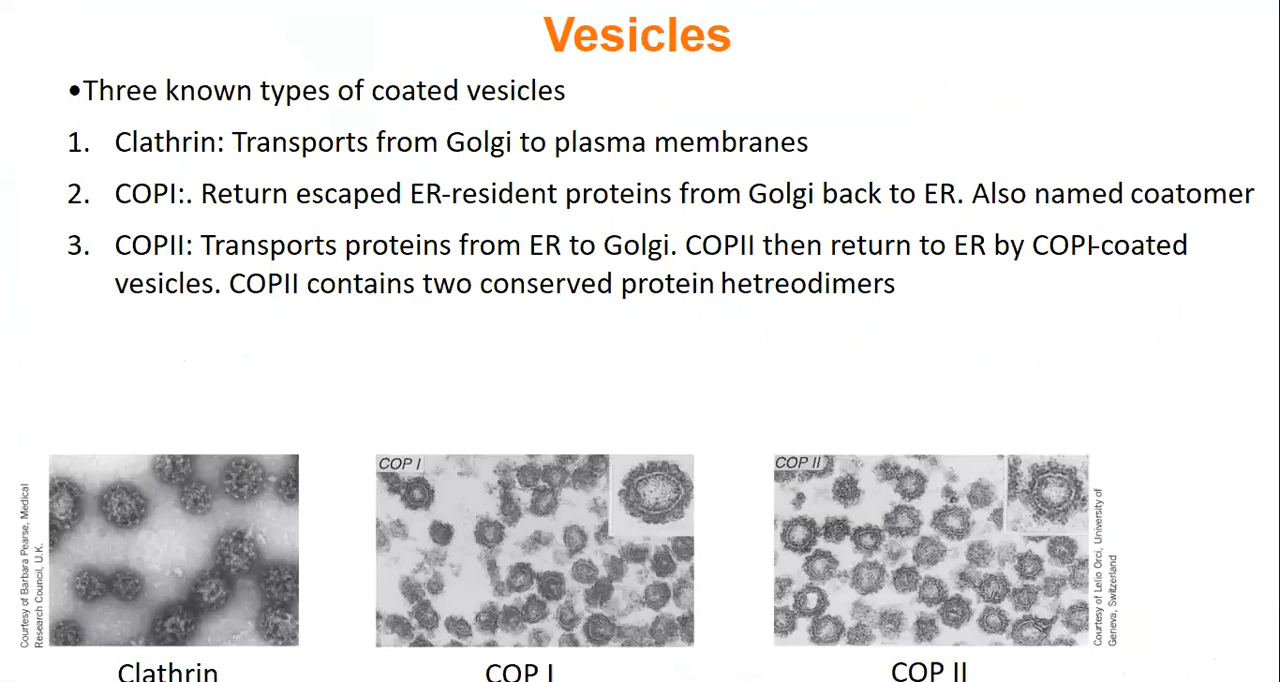 Vesicles
•Three known types of coated vesicles
1. Clathrin: Transports from Golgi to plasma membranes
2. COPI:. Return escaped ER-resident proteins from Golgi back to ER. Also named coatomer
3. COPII: Transports proteins from ER to Golgi. COPII then return to ER by COPI-coated
vesicles. COPII contains two conserved protein hetreodimers
Courtesy of Barbara Pearse, Medical
Research Council, U.K.
COP I
COP II
Courtesy of Lelio Orci, University of
Geneva, Switzerland
Clathrin
COP I
COP II